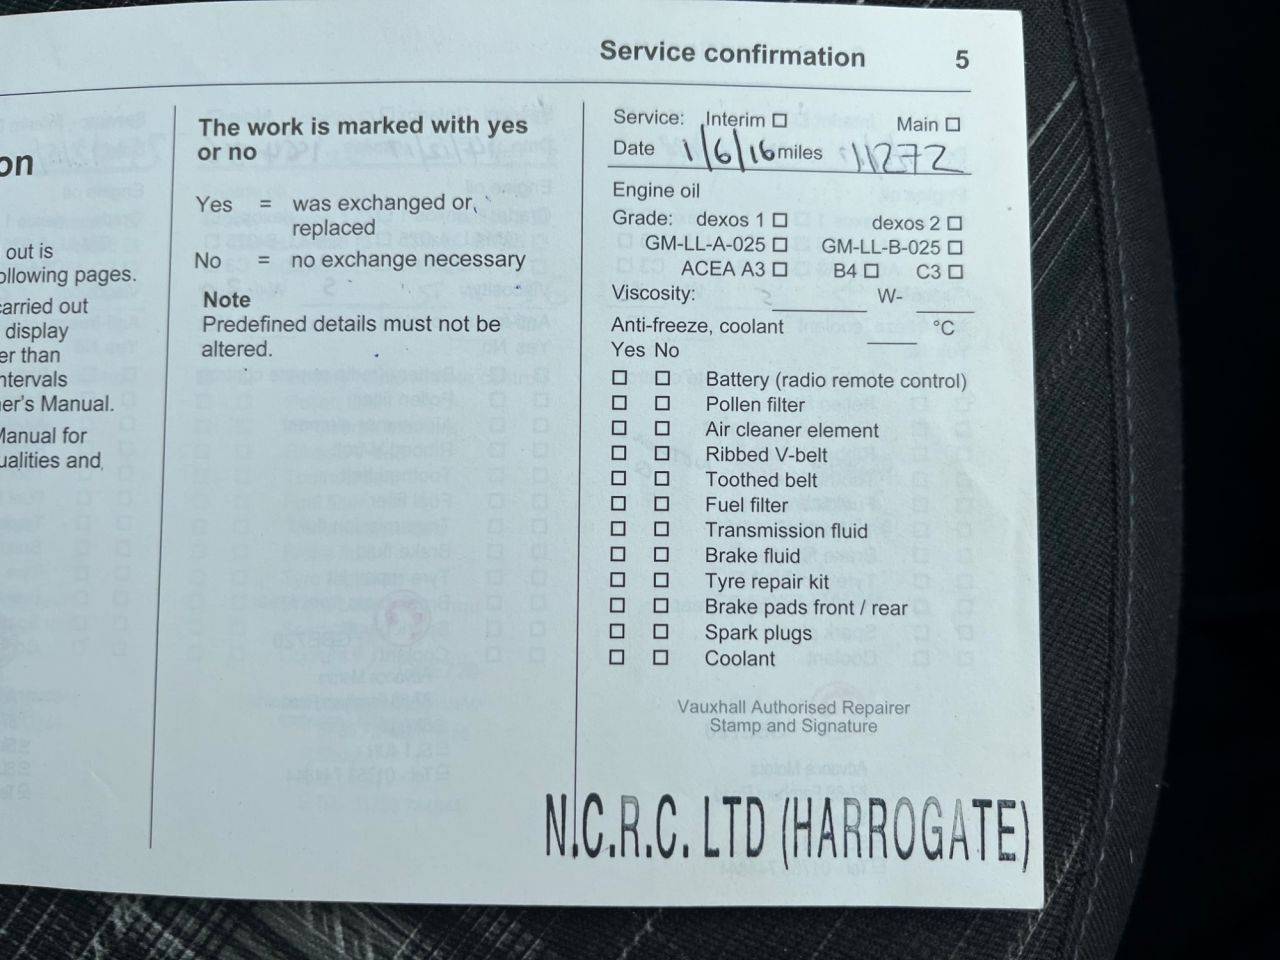 Service confirmation 5
on
out is
ollowing pages.
carried out
display
er than
ntervals
er's Manual.
Manual for
ualities and
The work is marked with yes
or no
Yes = was exchanged or
replaced
No = no exchange necessary
Note
Predefined details must not be
altered.
Service: Interim ☐ Main ☐
Date 1/6/16 miles 11272
Engine oil
Grade: dexos 1 ☐ dexos 2 ☐
GM-LL-A-025 ☐ GM-LL-B-025 ☐
ACEA A3 ☐ B4 ☐ C3 ☐
Viscosity: W-
Anti-freeze, coolant °C
Yes No
☐ ☐ Battery (radio remote control)
☐ ☐ Pollen filter
☐ ☐ Air cleaner element
☐ ☐ Ribbed V-belt
☐ ☐ Toothed belt
☐ ☐ Fuel filter
☐ ☐ Transmission fluid
☐ ☐ Brake fluid
☐ ☐ Tyre repair kit
☐ ☐ Brake pads front / rear
☐ ☐ Spark plugs
☐ ☐ Coolant
Vauxhall Authorised Repairer
Stamp and Signature
N.C.R.C. LTD (HARROGATE)